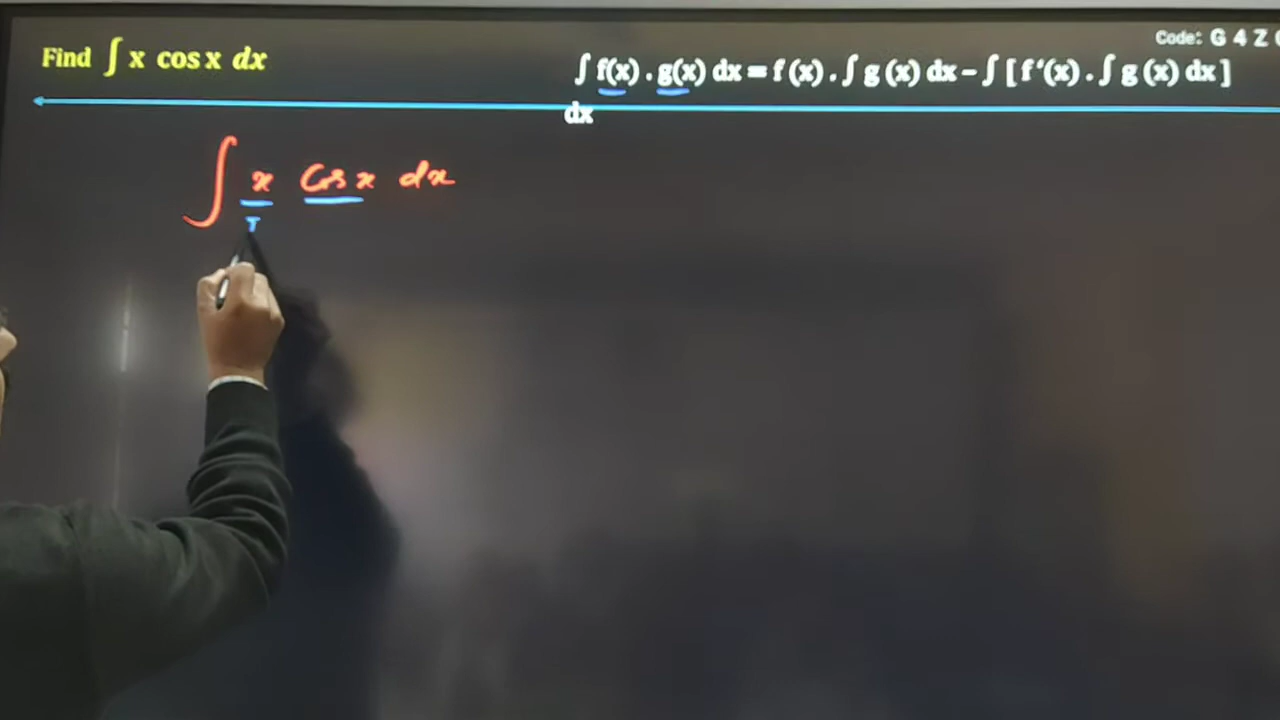 Code: G 4 Z
Find ∫ x cos x dx
∫ f(x) . g(x) dx = f (x) . ∫ g (x) dx – ∫ [ f ‘(x) . ∫ g (x) dx ]
dx
∫ x Cos x dx
I